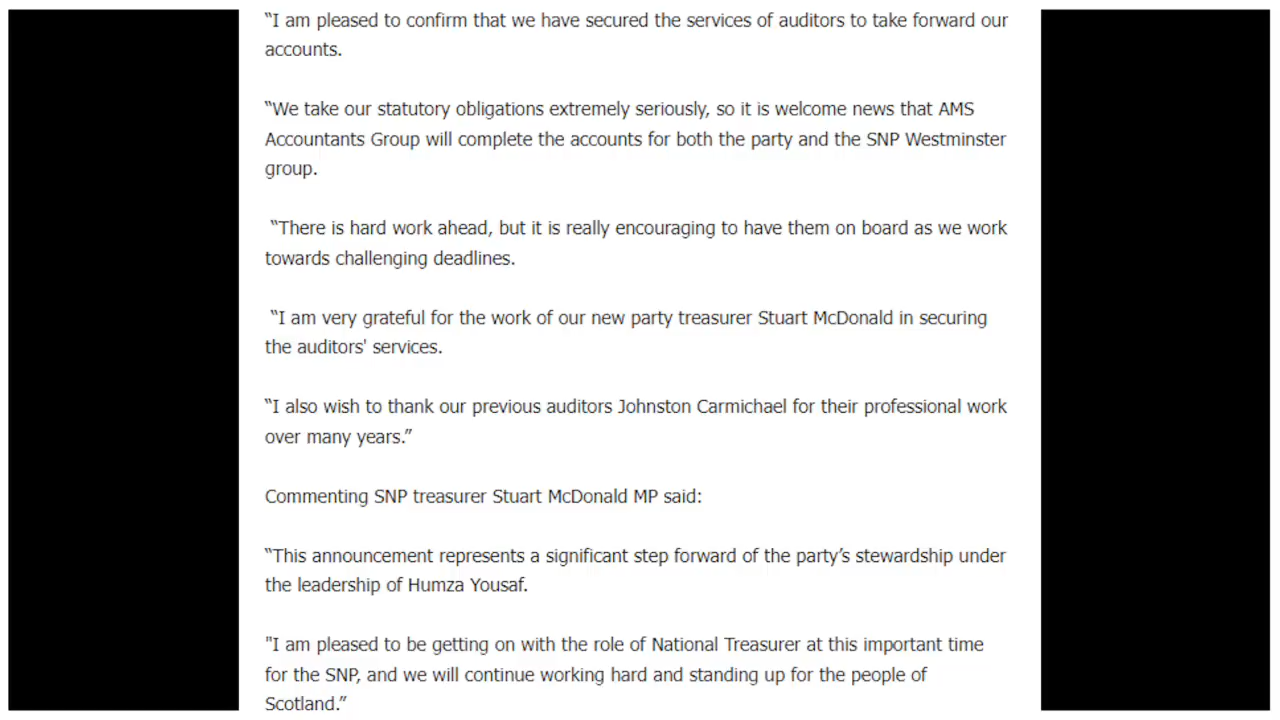 “I am pleased to confirm that we have secured the services of auditors to take forward our
accounts.
“We take our statutory obligations extremely seriously, so it is welcome news that AMS
Accountants Group will complete the accounts for both the party and the SNP Westminster
group.
“There is hard work ahead, but it is really encouraging to have them on board as we work
towards challenging deadlines.
“I am very grateful for the work of our new party treasurer Stuart McDonald in securing
the auditors' services.
“I also wish to thank our previous auditors Johnston Carmichael for their professional work
over many years.”
Commenting SNP treasurer Stuart McDonald MP said:
“This announcement represents a significant step forward of the party’s stewardship under
the leadership of Humza Yousaf.
"I am pleased to be getting on with the role of National Treasurer at this important time
for the SNP, and we will continue working hard and standing up for the people of
Scotland.”